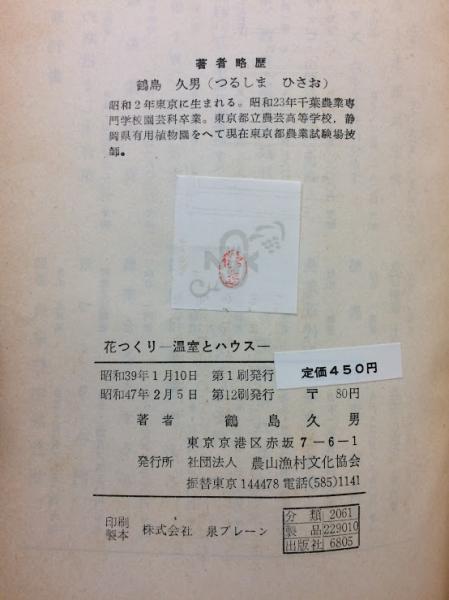 著者略歴
鶴島 久男(つるしま ひさお)
昭和2年東京に生まれる。昭和23年千葉農業専
門学校園芸科卒業。東京都立農芸高等学校,静
岡県有用植物園をへて現在東京都農業試験場技
師。
花つくり—温室とハウス—
定価450円
昭和39年1月10日 第1刷発行
昭和47年2月5日 第12刷発行 〒 80円
著者 鶴島久男
東京京港区赤坂7—6—1
発行所 社団法人 農山漁村文化協会
振替東京144478電話(585)1141
印刷
製本 株式会社 泉プレーン
分類 2061
製品 229010
出版社 6805